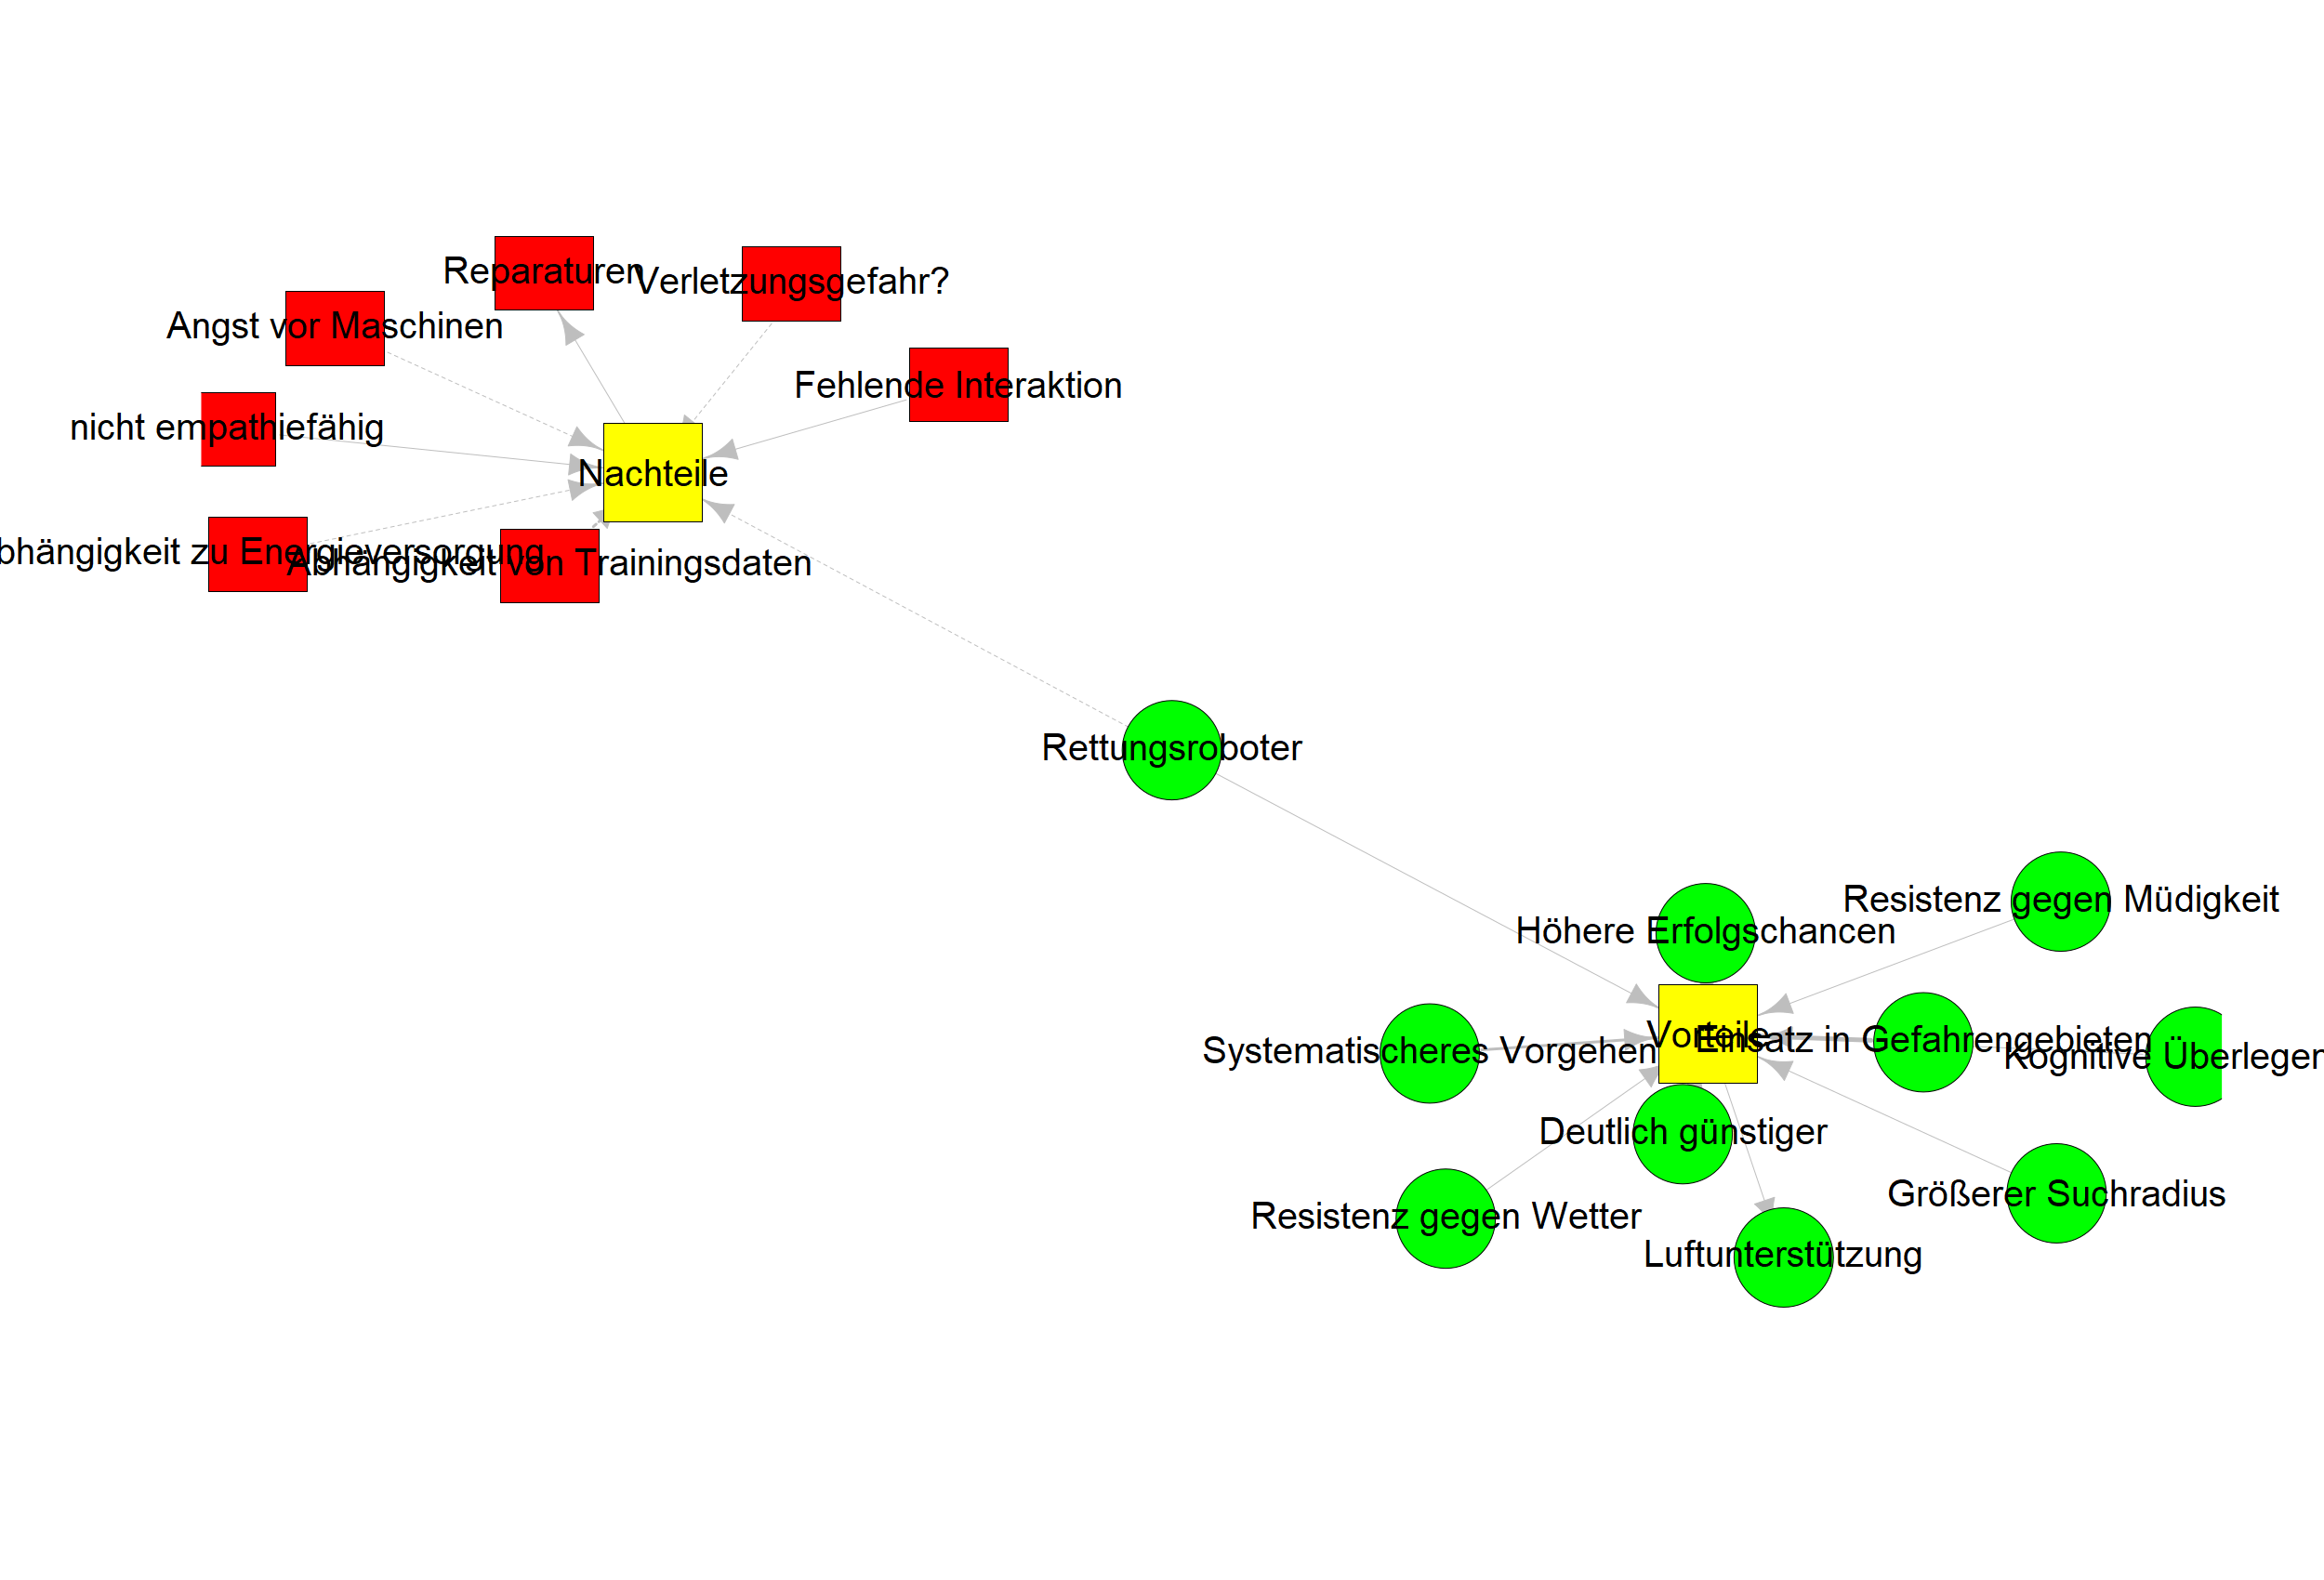 Reparaturen
Verletzungsgefahr?
Angst vor Maschinen
Fehlende Interaktion
nicht empathiefähig
Nachteile
bhängigkeit zu Energieversorgung
Abhängigkeit von Trainingsdaten
Rettungsroboter
Resistenz gegen Müdigkeit
Höhere Erfolgschancen
Vorteile
Einsatz in Gefahrengebieten
Systematischeres Vorgehen
Kognitive Überlegen
Deutlich günstiger
Größerer Suchradius
Resistenz gegen Wetter
Luftunterstützung